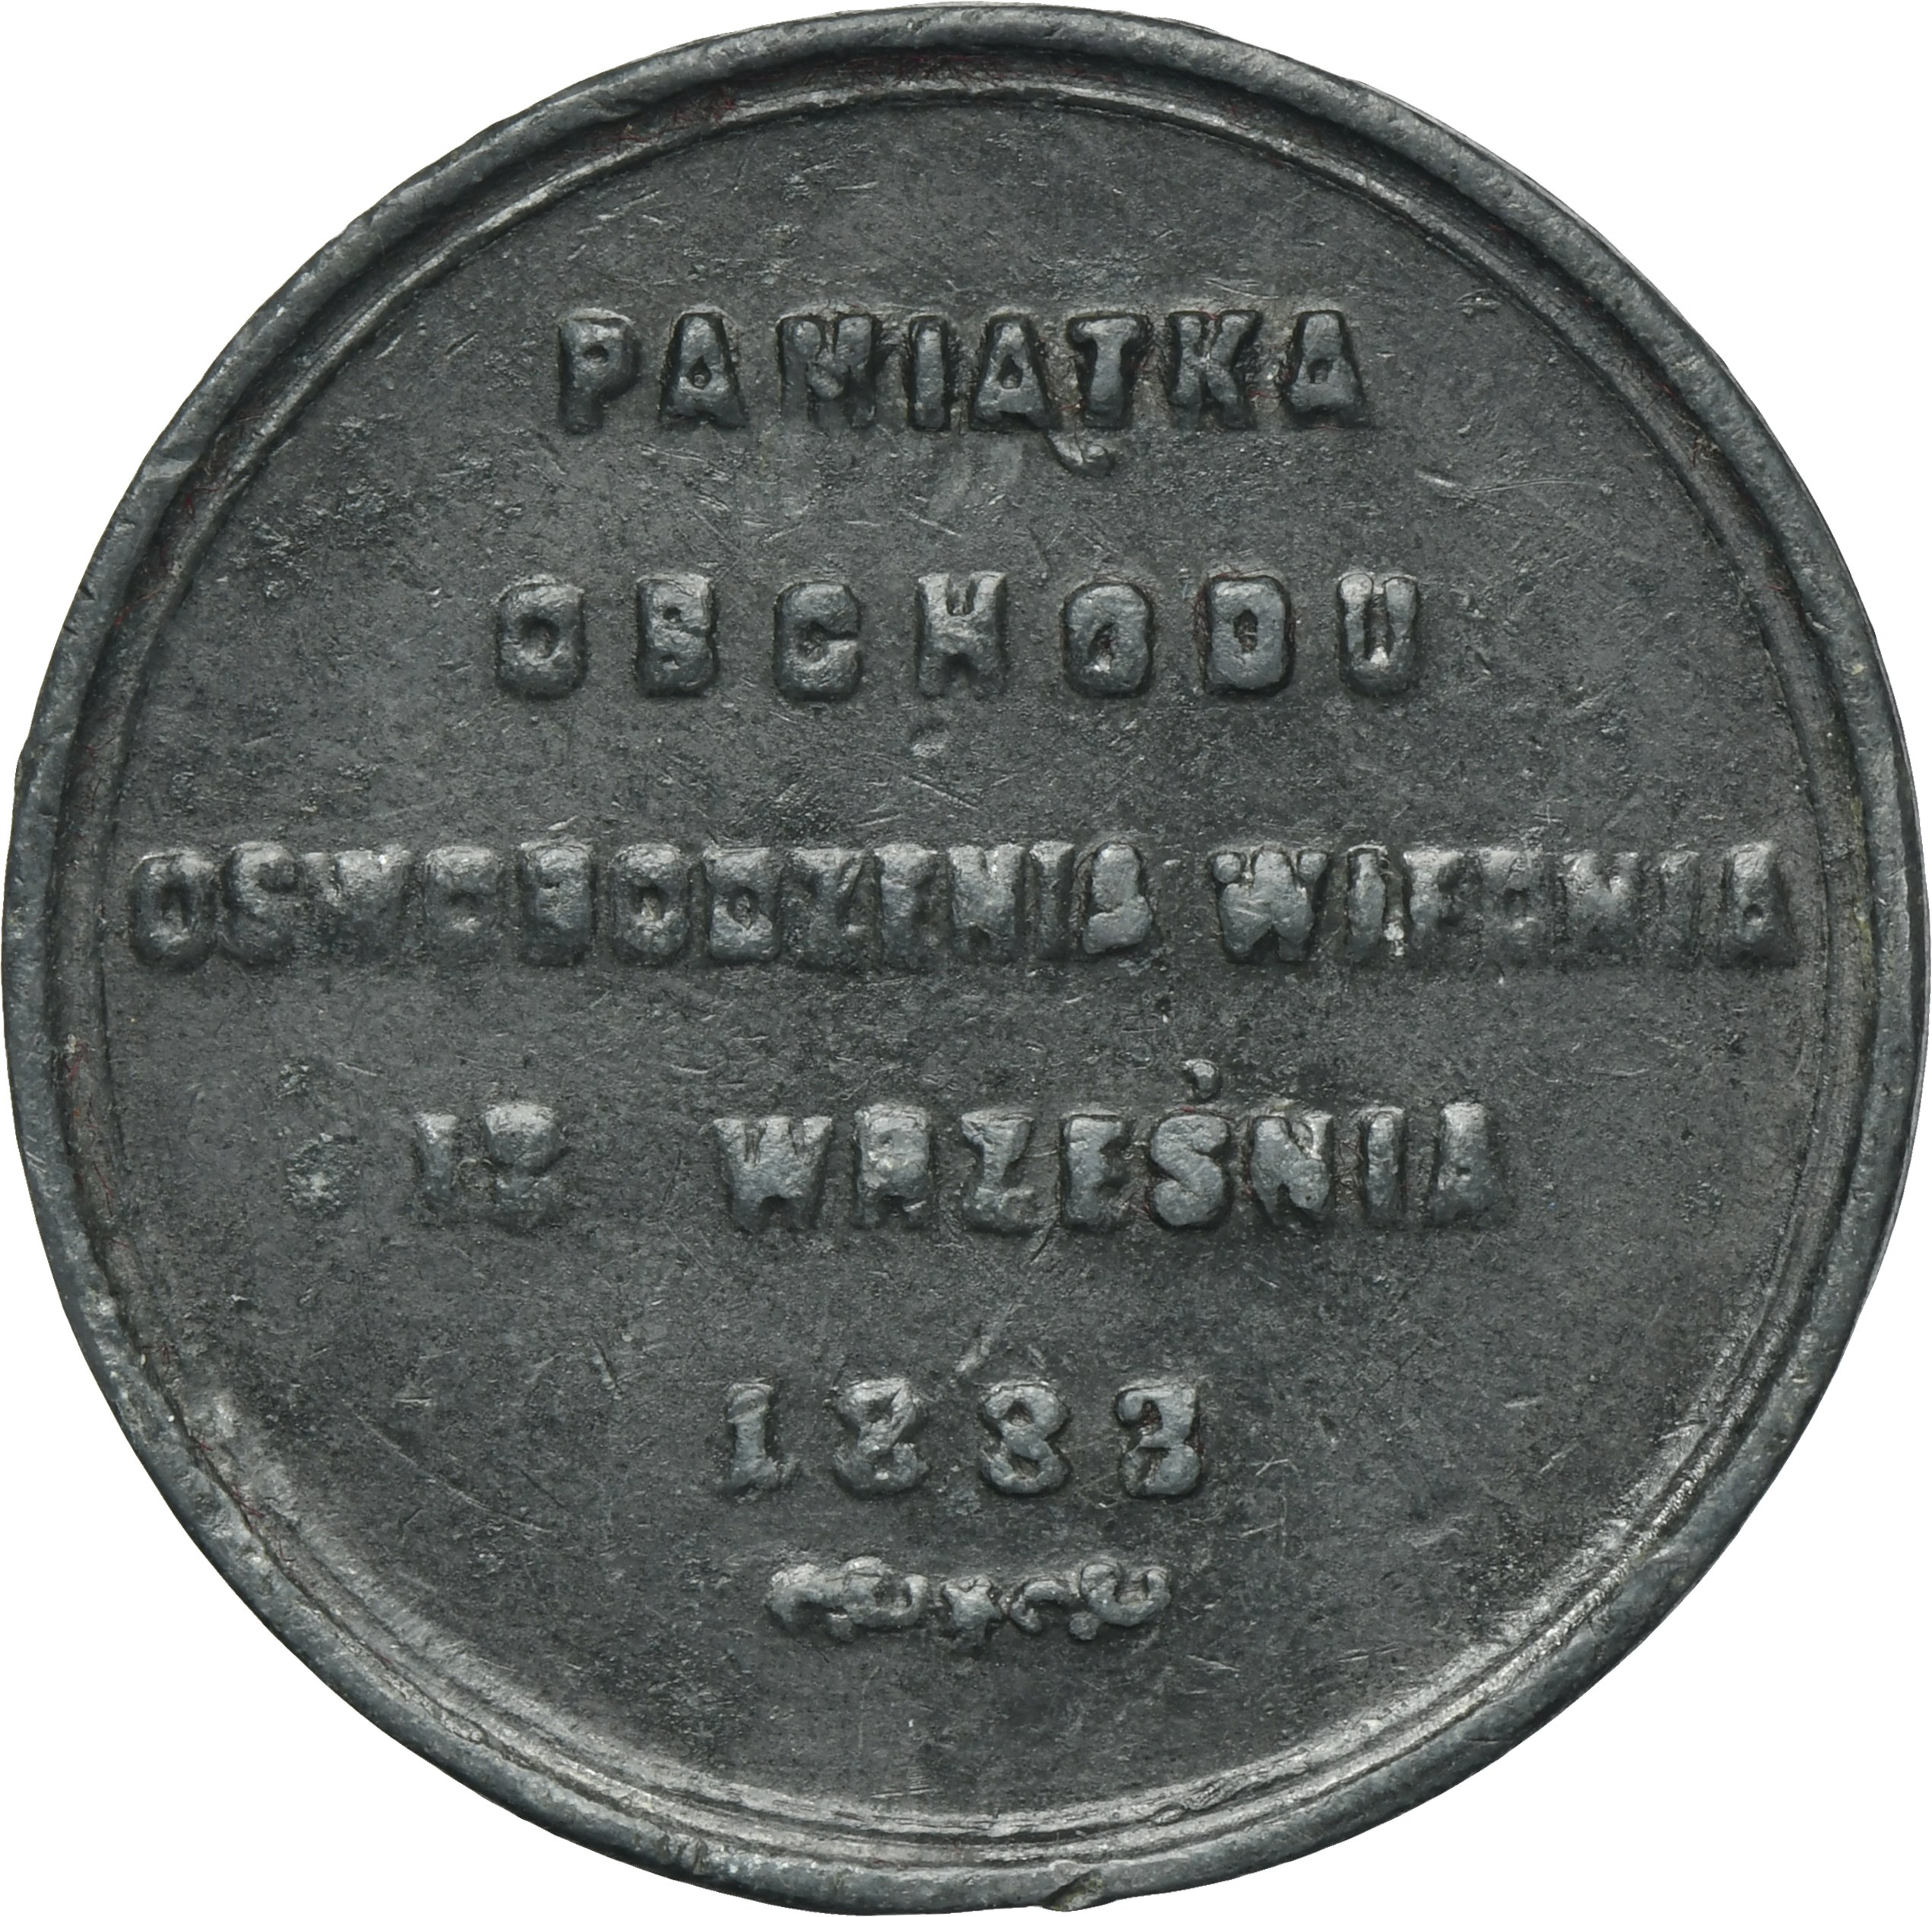 PAMIĄTKA
OBCHODU
OSWOBODZENIA WIEDNIA
12 WRZEŚNIA
1883